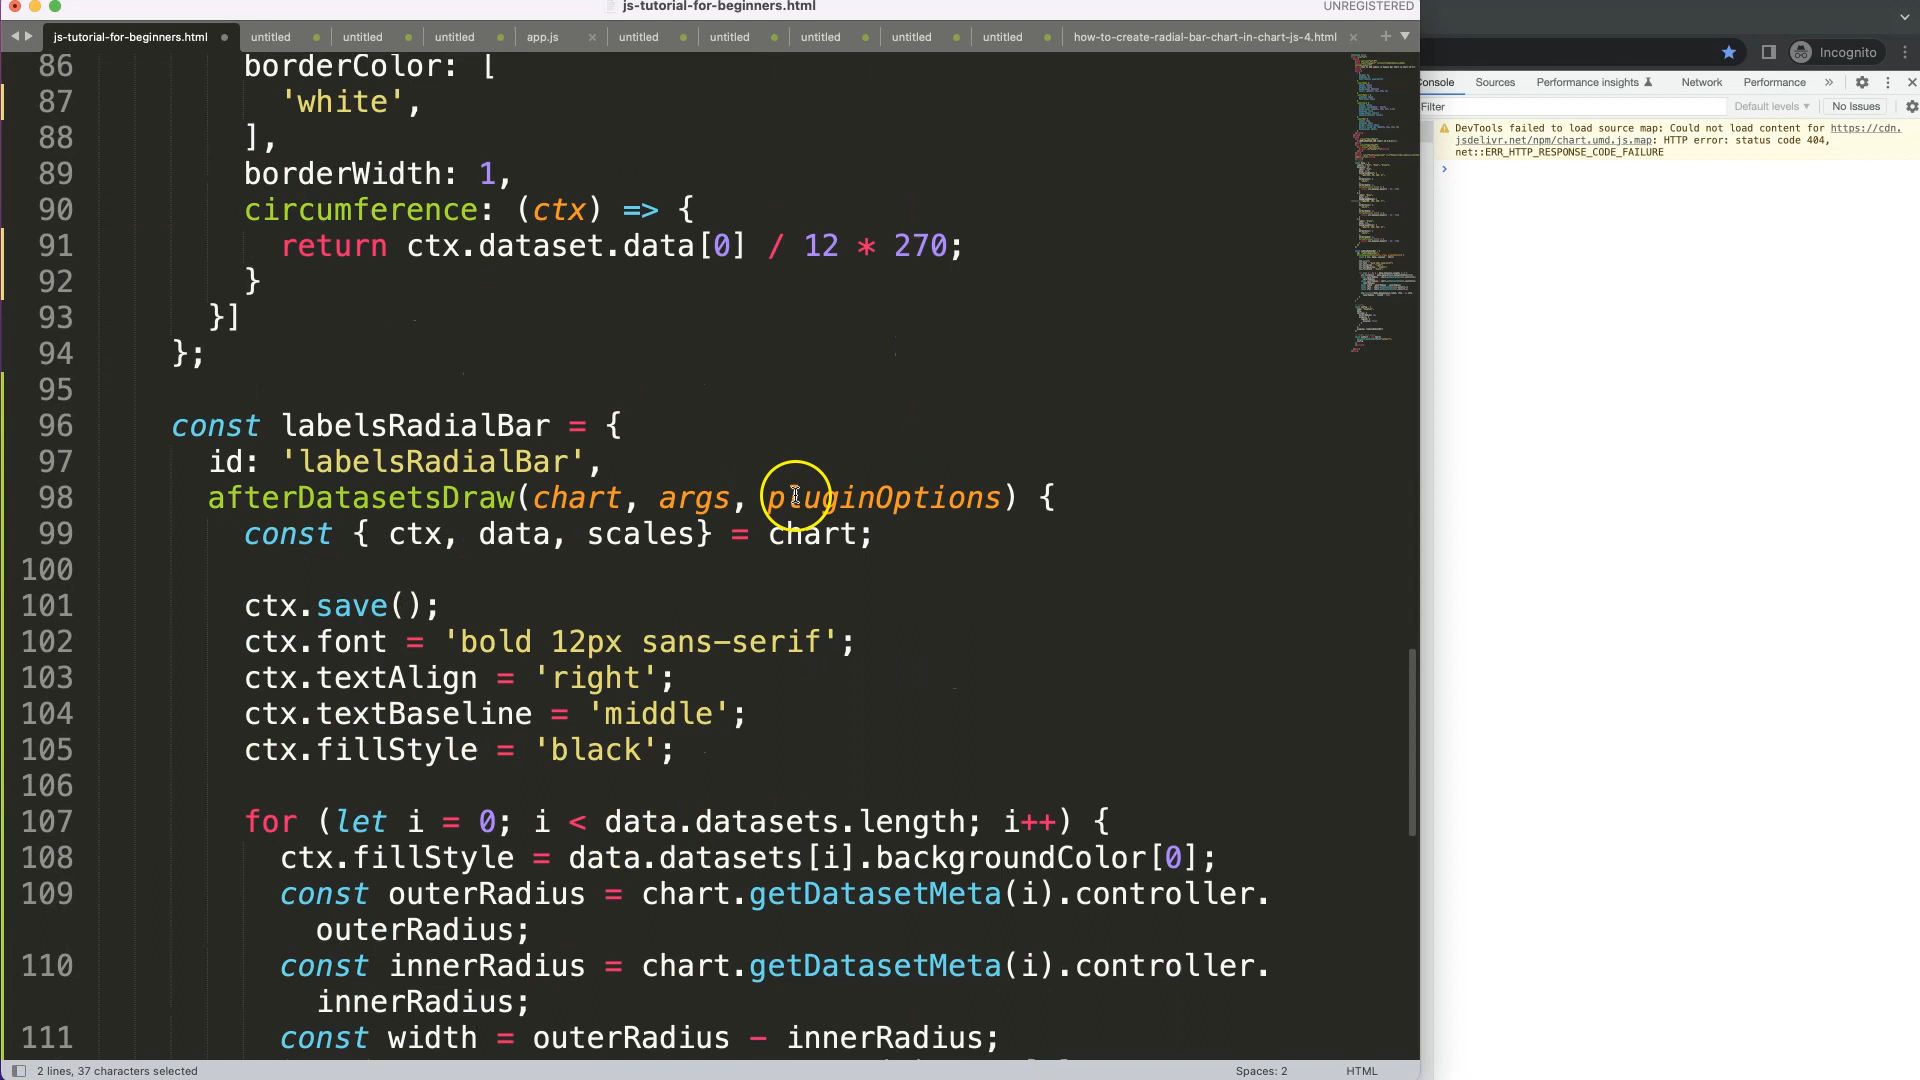 js-tutorial-for-beginners.html
UNREGISTERED
js-tutorial-for-beginners.html untitled untitled untitled app.js untitled untitled untitled untitled untitled how-to-create-radial-bar-chart-in-chart-js-4.html
Incognito
Console Sources Performance insights Network Performance
Filter Default levels No Issues
DevTools failed to load source map: Could not load content for https://cdn.
jsdelivr.net/npm/chart.umd.js.map: HTTP error: status code 404,
net::ERR_HTTP_RESPONSE_CODE_FAILURE
86 borderColor: [
87 'white',
88 ],
89 borderWidth: 1,
90 circumference: (ctx) => {
91 return ctx.dataset.data[0] / 12 * 270;
92 }
93 }]
94 };
95
96 const labelsRadialBar = {
97 id: 'labelsRadialBar',
98 afterDatasetsDraw(chart, args, pluginOptions) {
99 const { ctx, data, scales} = chart;
100
101 ctx.save();
102 ctx.font = 'bold 12px sans-serif';
103 ctx.textAlign = 'right';
104 ctx.textBaseline = 'middle';
105 ctx.fillStyle = 'black';
106
107 for (let i = 0; i < data.datasets.length; i++) {
108 ctx.fillStyle = data.datasets[i].backgroundColor[0];
109 const outerRadius = chart.getDatasetMeta(i).controller.
outerRadius;
110 const innerRadius = chart.getDatasetMeta(i).controller.
innerRadius;
111 const width = outerRadius - innerRadius;
2 lines, 37 characters selected
Spaces: 2
HTML